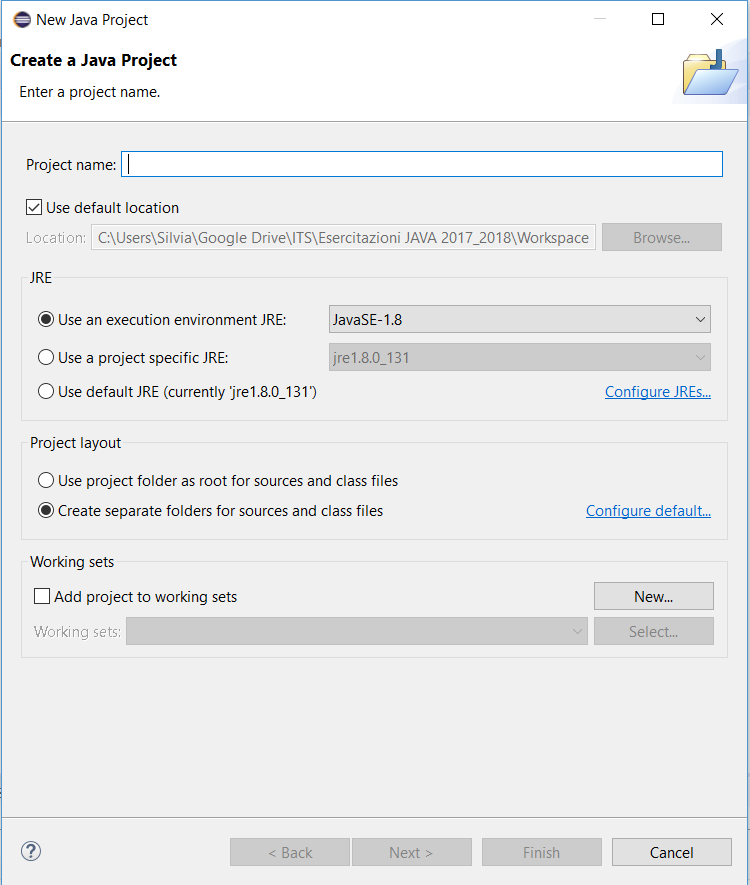 New Java Project
Create a Java Project
Enter a project name.
Project name:
Use default location
Location: C:\Users\Silvia\Google Drive\ITS\Esercitazioni JAVA 2017_2018\Workspace Browse...
JRE
Use an execution environment JRE: JavaSE-1.8
Use a project specific JRE: jre1.8.0_131
Use default JRE (currently 'jre1.8.0_131') Configure JREs...
Project layout
Use project folder as root for sources and class files
Create separate folders for sources and class files Configure default...
Working sets
Add project to working sets New...
Working sets: Select...
? < Back Next > Finish Cancel